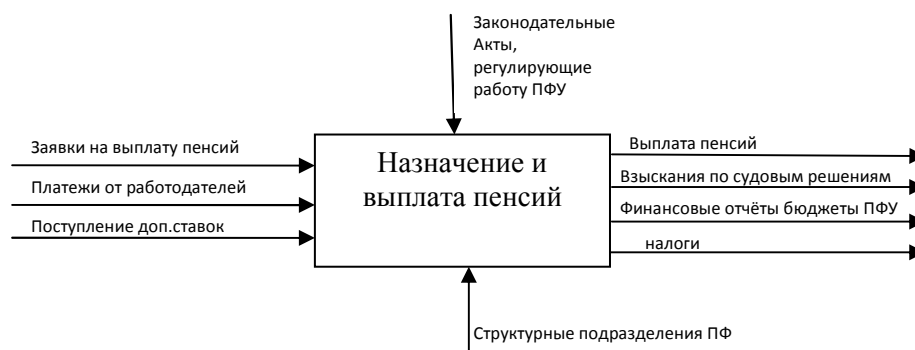 Законодательные
Акты,
регулирующие
работу ПФУ
Заявки на выплату пенсий
Платежи от работодателей
Поступление доп.ставок
Назначение и
выплата пенсий
Выплата пенсий
Взыскания по судовым решениям
Финансовые отчёты бюджеты ПФУ
налоги
Структурные подразделения ПФ